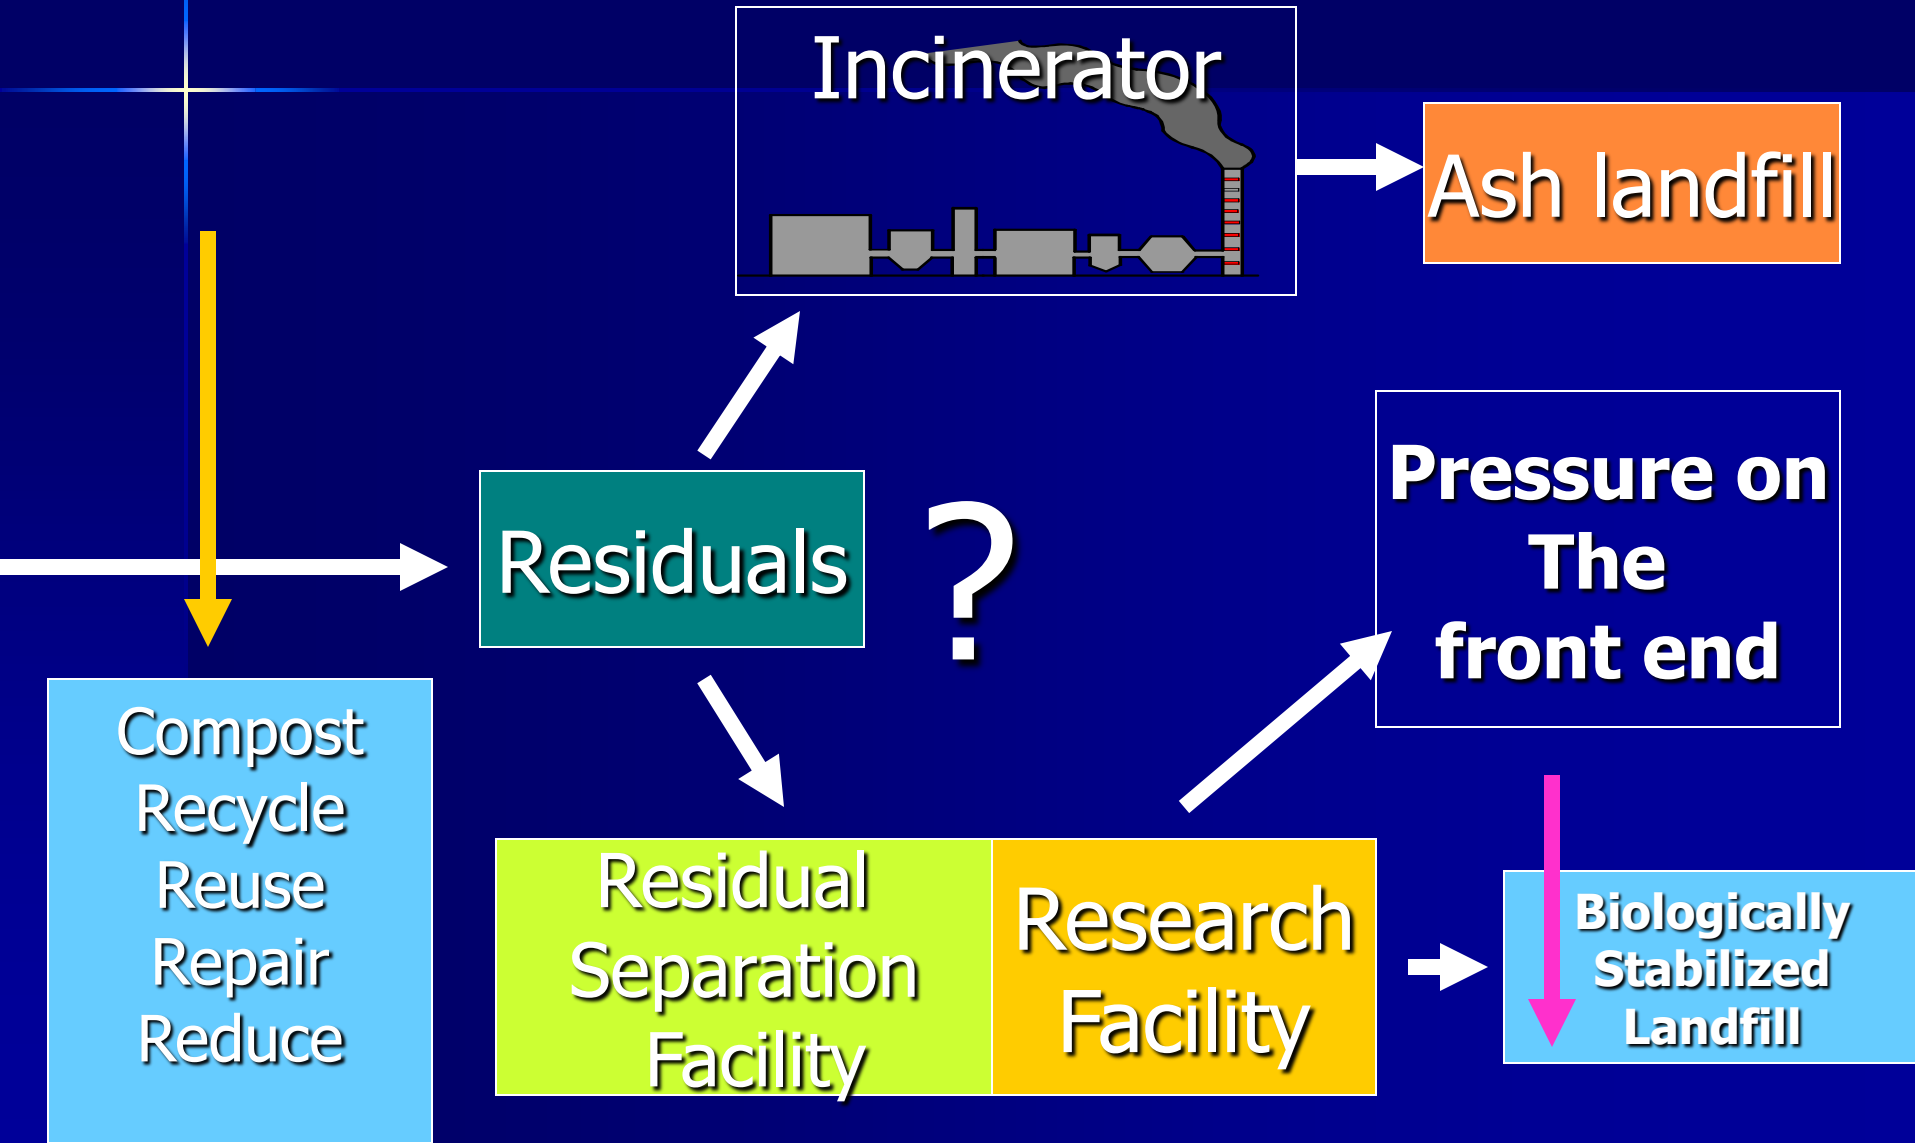 Incinerator
Ash landfill
Pressure on
The
front end
Residuals
?
Compost
Recycle
Reuse
Repair
Reduce
Residual
Separation
Facility
Research
Facility
Biologically
Stabilized
Landfill